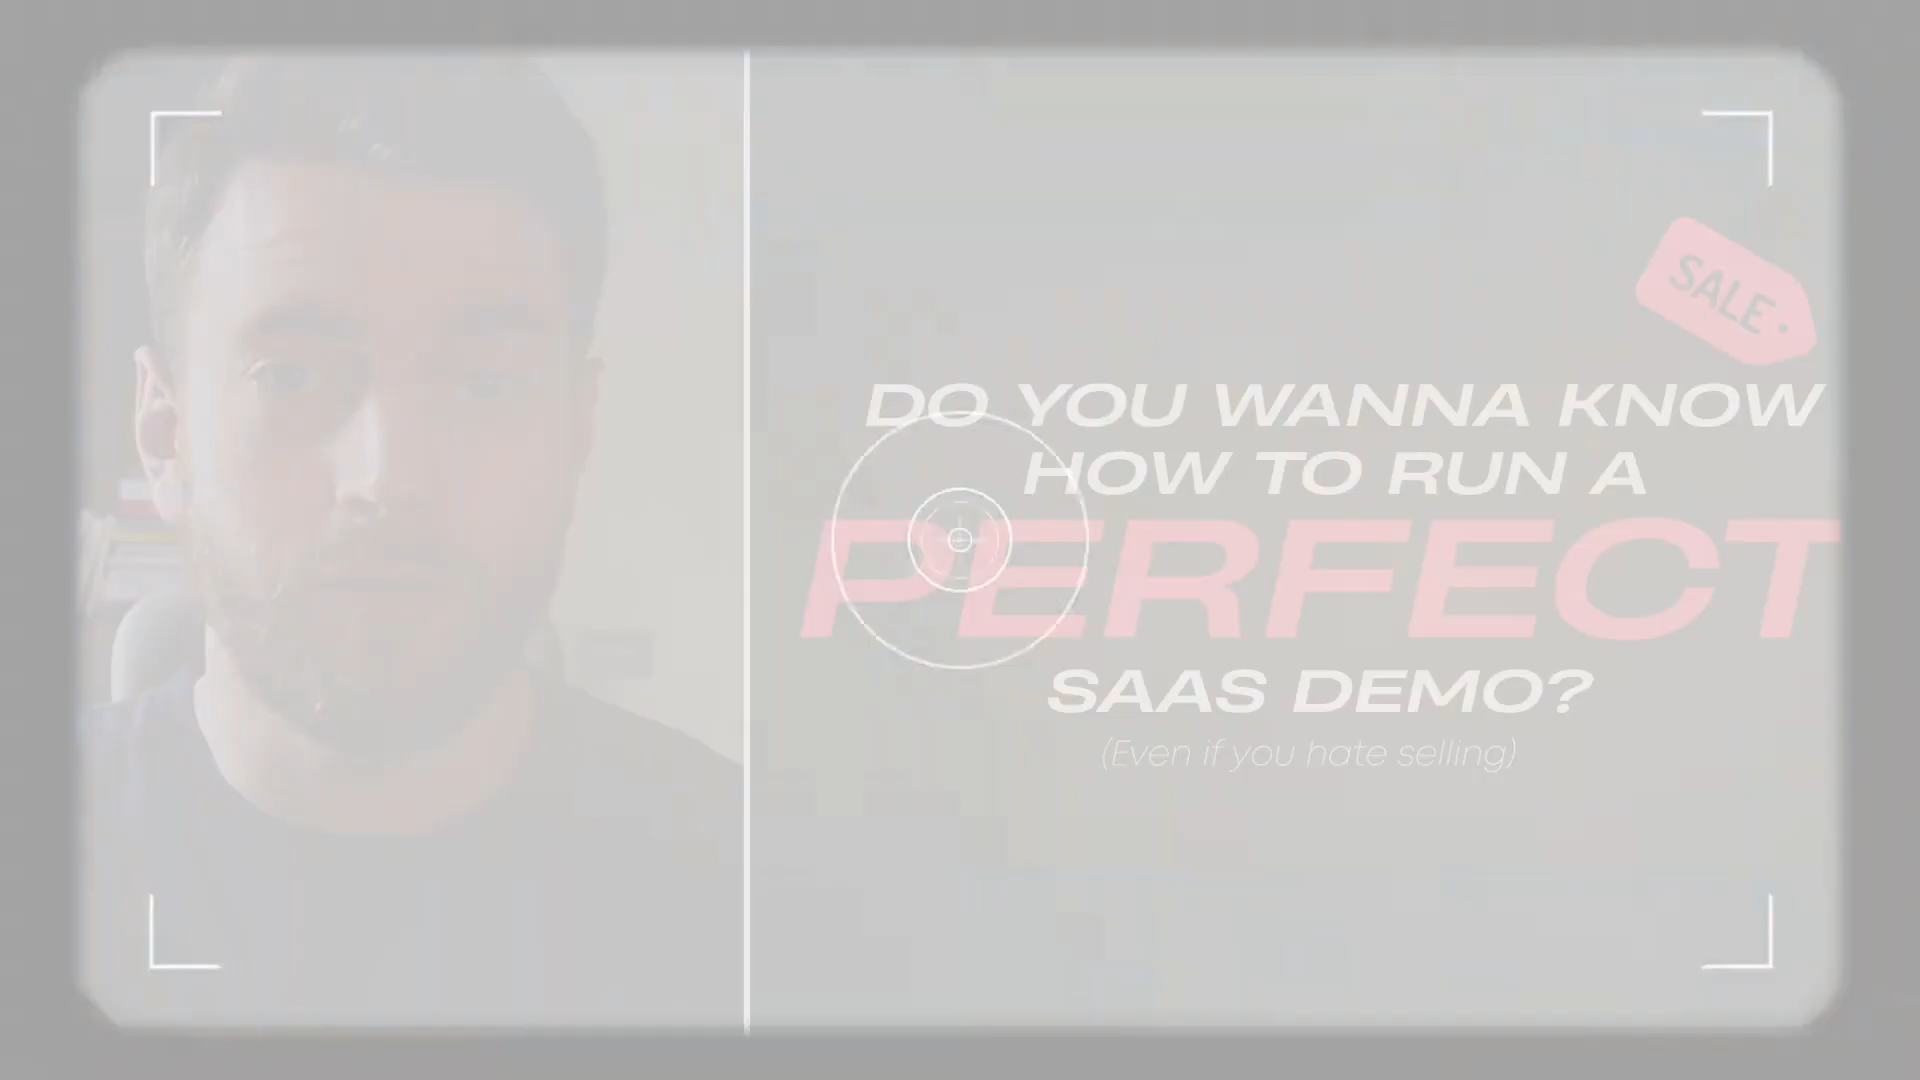 SALE
DO YOU WANNA KNOW
HOW TO RUN A
PERFECT
SAAS DEMO?
(Even if you hate selling)